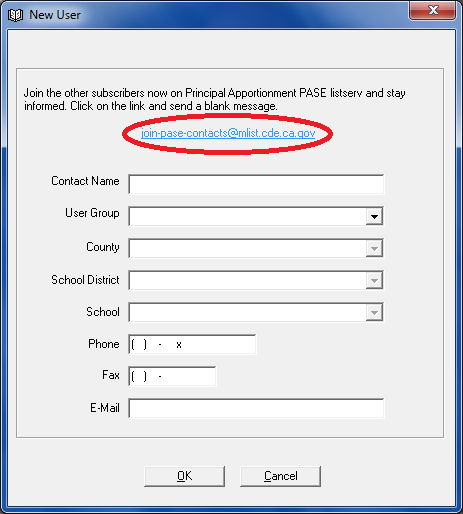 New User
Join the other subscribers now on Principal Apportionment PASE listserv and stay
informed. Click on the link and send a blank message.
join-pase-contacts@mlist.cde.ca.gov
Contact Name
User Group
County
School District
School
Phone ( ) - x
Fax ( ) -
E-Mail
OK Cancel